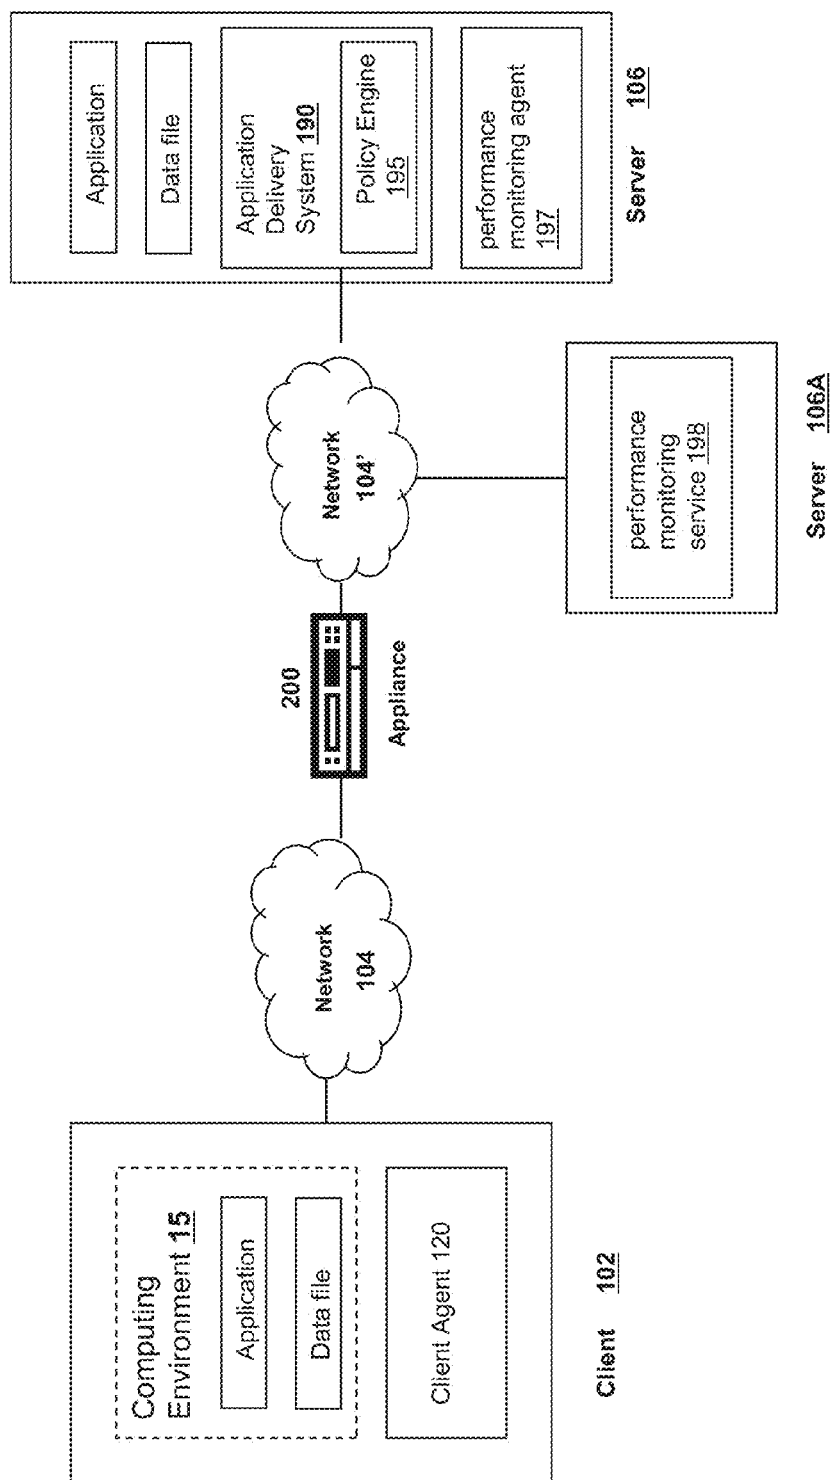 Computing
Environment 15
Application
Data file
Client Agent 120
Client 102
Network
104
200
Appliance
Network
104'
Application
Data file
Application
Delivery
System 190
Policy Engine
195
performance
monitoring agent
197
Server 106
performance
monitoring
service 198
Server 106A